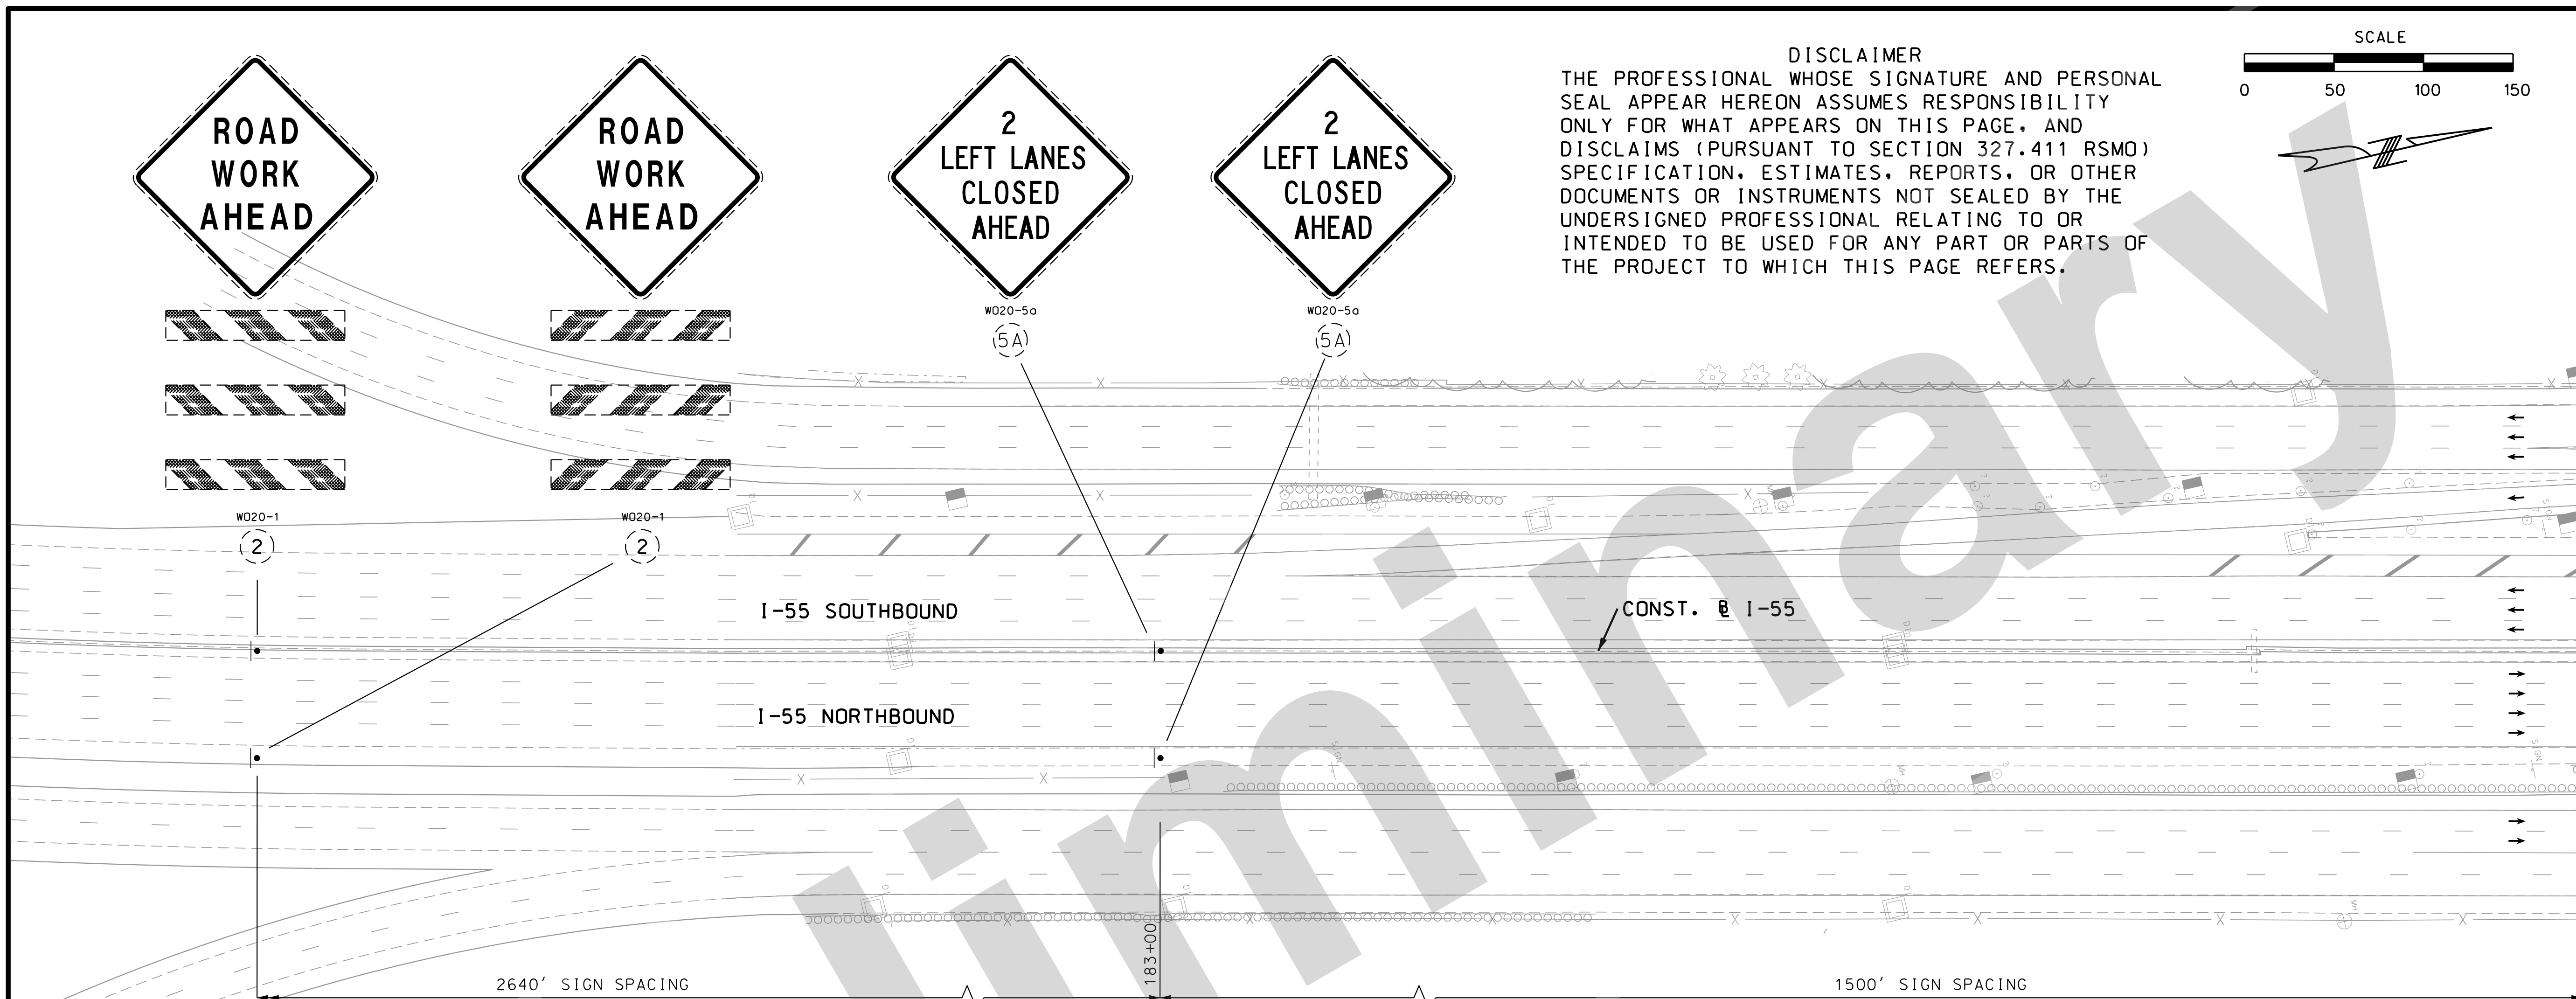 ROAD
WORK
AHEAD
ROAD
WORK
AHEAD
2
LEFT LANES
CLOSED
AHEAD
2
LEFT LANES
CLOSED
AHEAD
DISCLAIMER
THE PROFESSIONAL WHOSE SIGNATURE AND PERSONAL
SEAL APPEAR HEREON ASSUMES RESPONSIBILITY
ONLY FOR WHAT APPEARS ON THIS PAGE, AND
DISCLAIMS (PURSUANT TO SECTION 327.411 RSMO)
SPECIFICATION, ESTIMATES, REPORTS, OR OTHER
DOCUMENTS OR INSTRUMENTS NOT SEALED BY THE
UNDERSIGNED PROFESSIONAL RELATING TO OR
INTENDED TO BE USED FOR ANY PART OR PARTS OF
THE PROJECT TO WHICH THIS PAGE REFERS.
SCALE
0 50 100 150
WO20-5a
5A
WO20-5a
5A
WO20-1
2
WO20-1
2
I-55 SOUTHBOUND
CONST. ℄ I-55
I-55 NORTHBOUND
SIGN
SIGN
SIGN
MH
MH
183+00
2640' SIGN SPACING
1500' SIGN SPACING
liminary